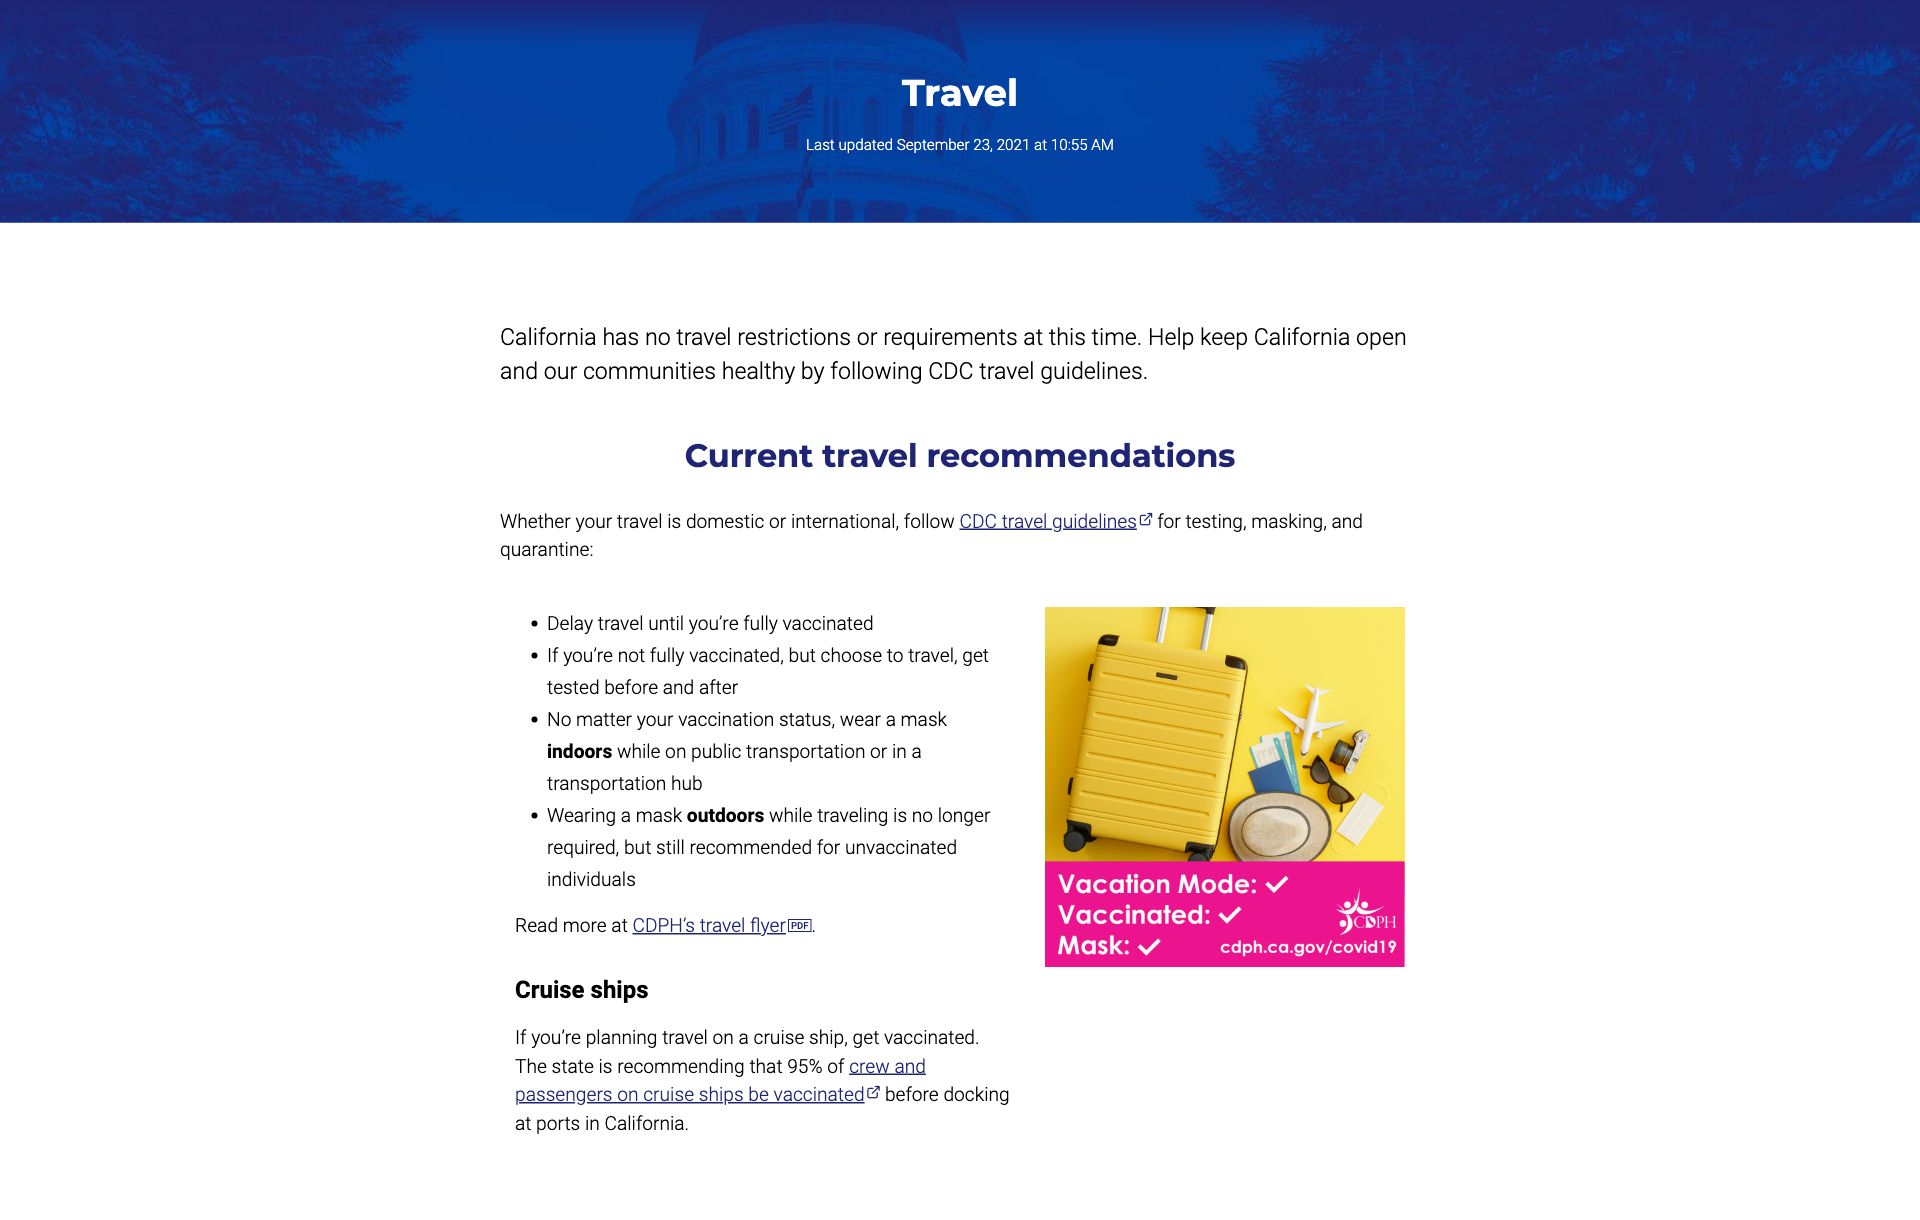 Travel
Last updated September 23, 2021 at 10:55 AM
California has no travel restrictions or requirements at this time. Help keep California open
and our communities healthy by following CDC travel guidelines.
Current travel recommendations
Whether your travel is domestic or international, follow CDC travel guidelines for testing, masking, and
quarantine:
• Delay travel until you’re fully vaccinated
• If you’re not fully vaccinated, but choose to travel, get
tested before and after
• No matter your vaccination status, wear a mask
indoors while on public transportation or in a
transportation hub
• Wearing a mask outdoors while traveling is no longer
required, but still recommended for unvaccinated
individuals
Read more at CDPH’s travel flyer PDF.
Cruise ships
If you’re planning travel on a cruise ship, get vaccinated.
The state is recommending that 95% of crew and
passengers on cruise ships be vaccinated before docking
at ports in California.
Vacation Mode: ✓
Vaccinated: ✓
Mask: ✓
CDPH
cdph.ca.gov/covid19